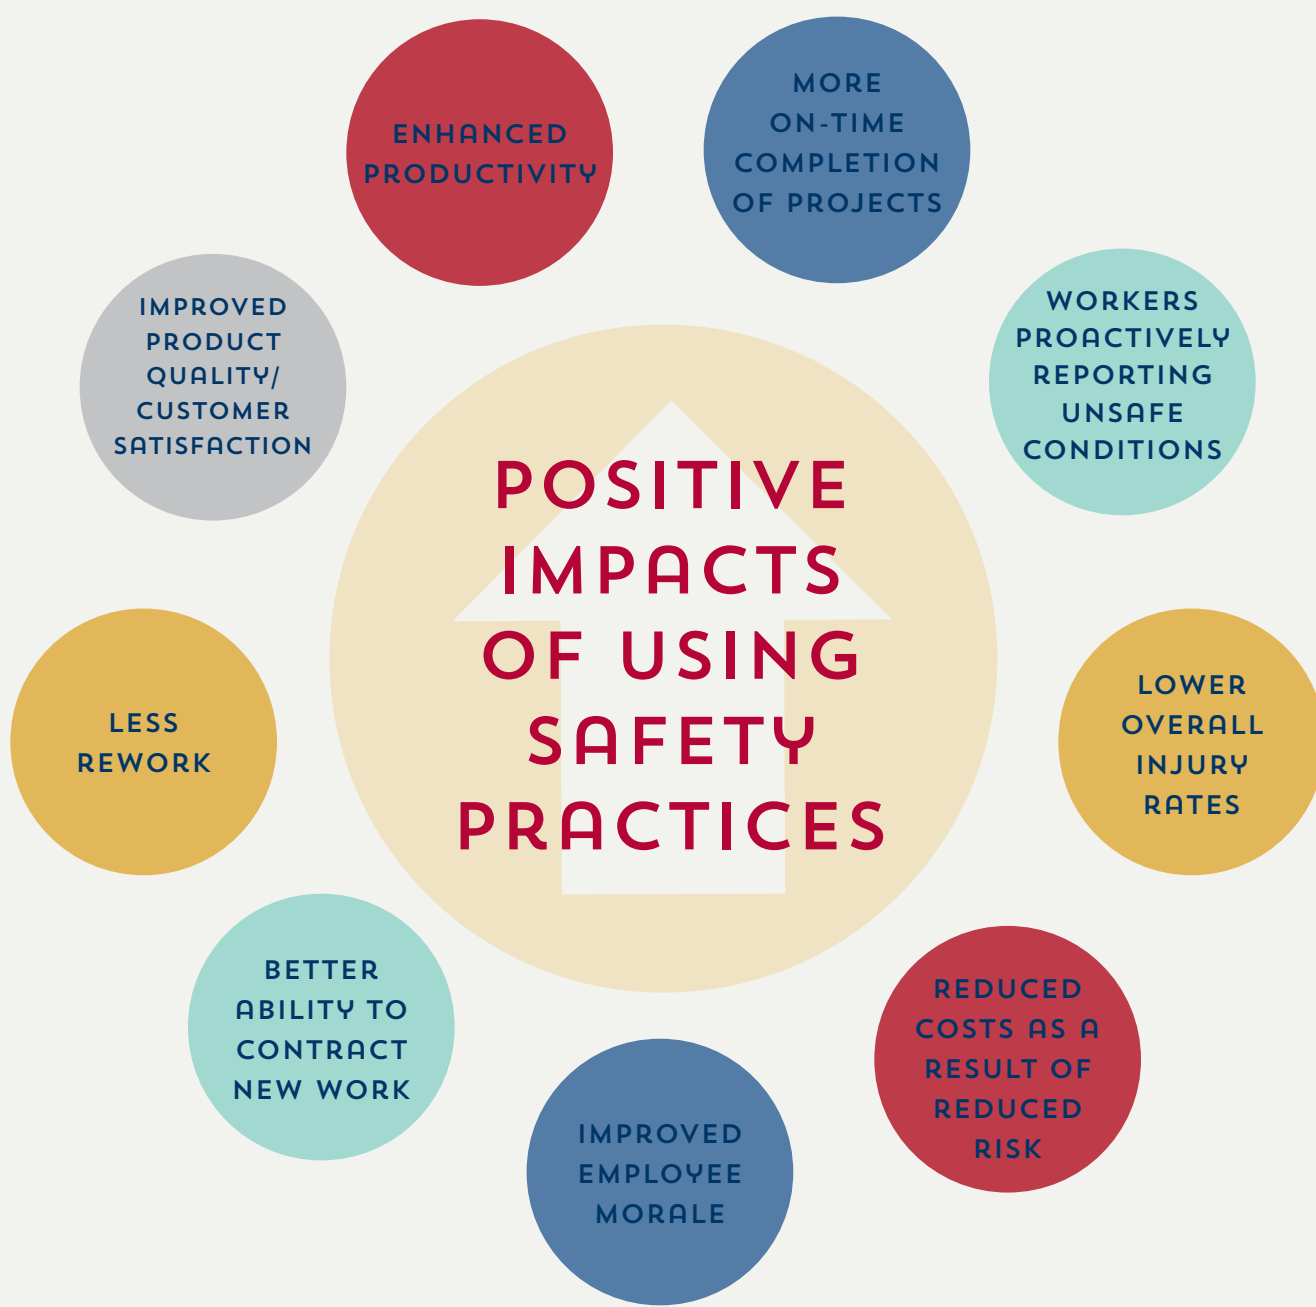 ENHANCED
PRODUCTIVITY
MORE
ON-TIME
COMPLETION
OF PROJECTS
IMPROVED
PRODUCT
QUALITY/
CUSTOMER
SATISFACTION
WORKERS
PROACTIVELY
REPORTING
UNSAFE
CONDITIONS
POSITIVE
IMPACTS
OF USING
SAFETY
PRACTICES
LESS
REWORK
LOWER
OVERALL
INJURY
RATES
BETTER
ABILITY TO
CONTRACT
NEW WORK
REDUCED
COSTS AS A
RESULT OF
REDUCED
RISK
IMPROVED
EMPLOYEE
MORALE